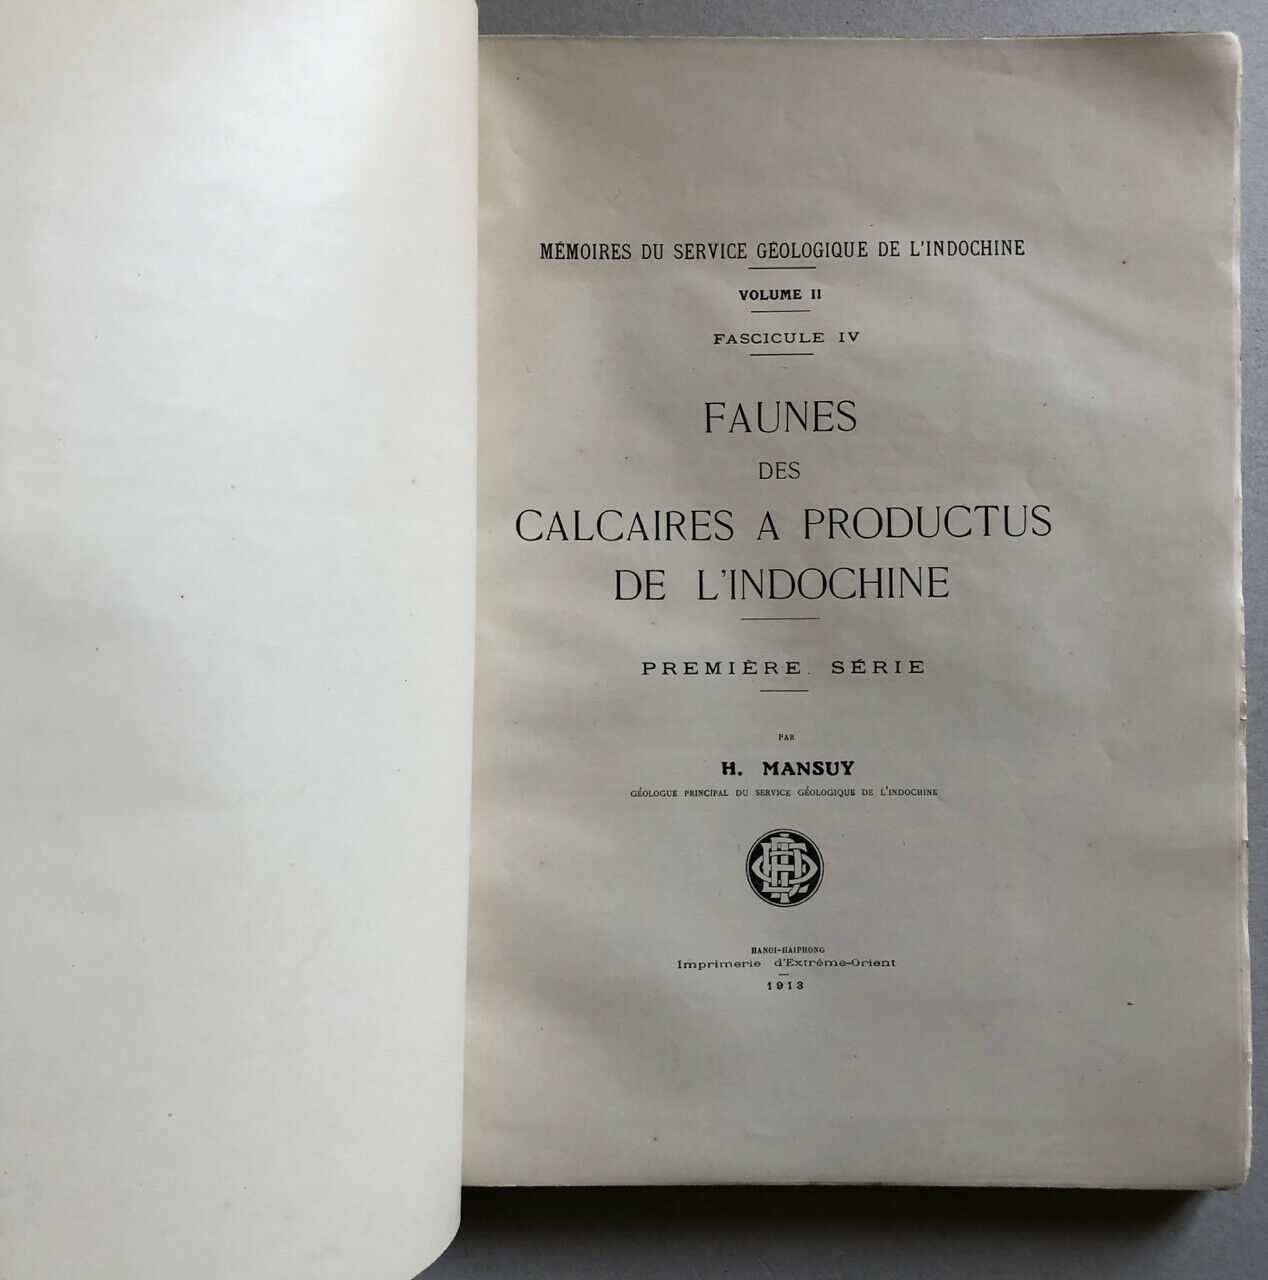 MÉMOIRES DU SERVICE GÉOLOGIQUE DE L'INDOCHINE
VOLUME II
FASCICULE IV
FAUNES
DES
CALCAIRES A PRODUCTUS
DE L'INDOCHINE
PREMIÈRE SÉRIE
PAR
H. MANSUY
GÉOLOGUE PRINCIPAL DU SERVICE GÉOLOGIQUE DE L'INDOCHINE
HANOI-HAIPHONG
Imprimerie d'Extrême-Orient
1913